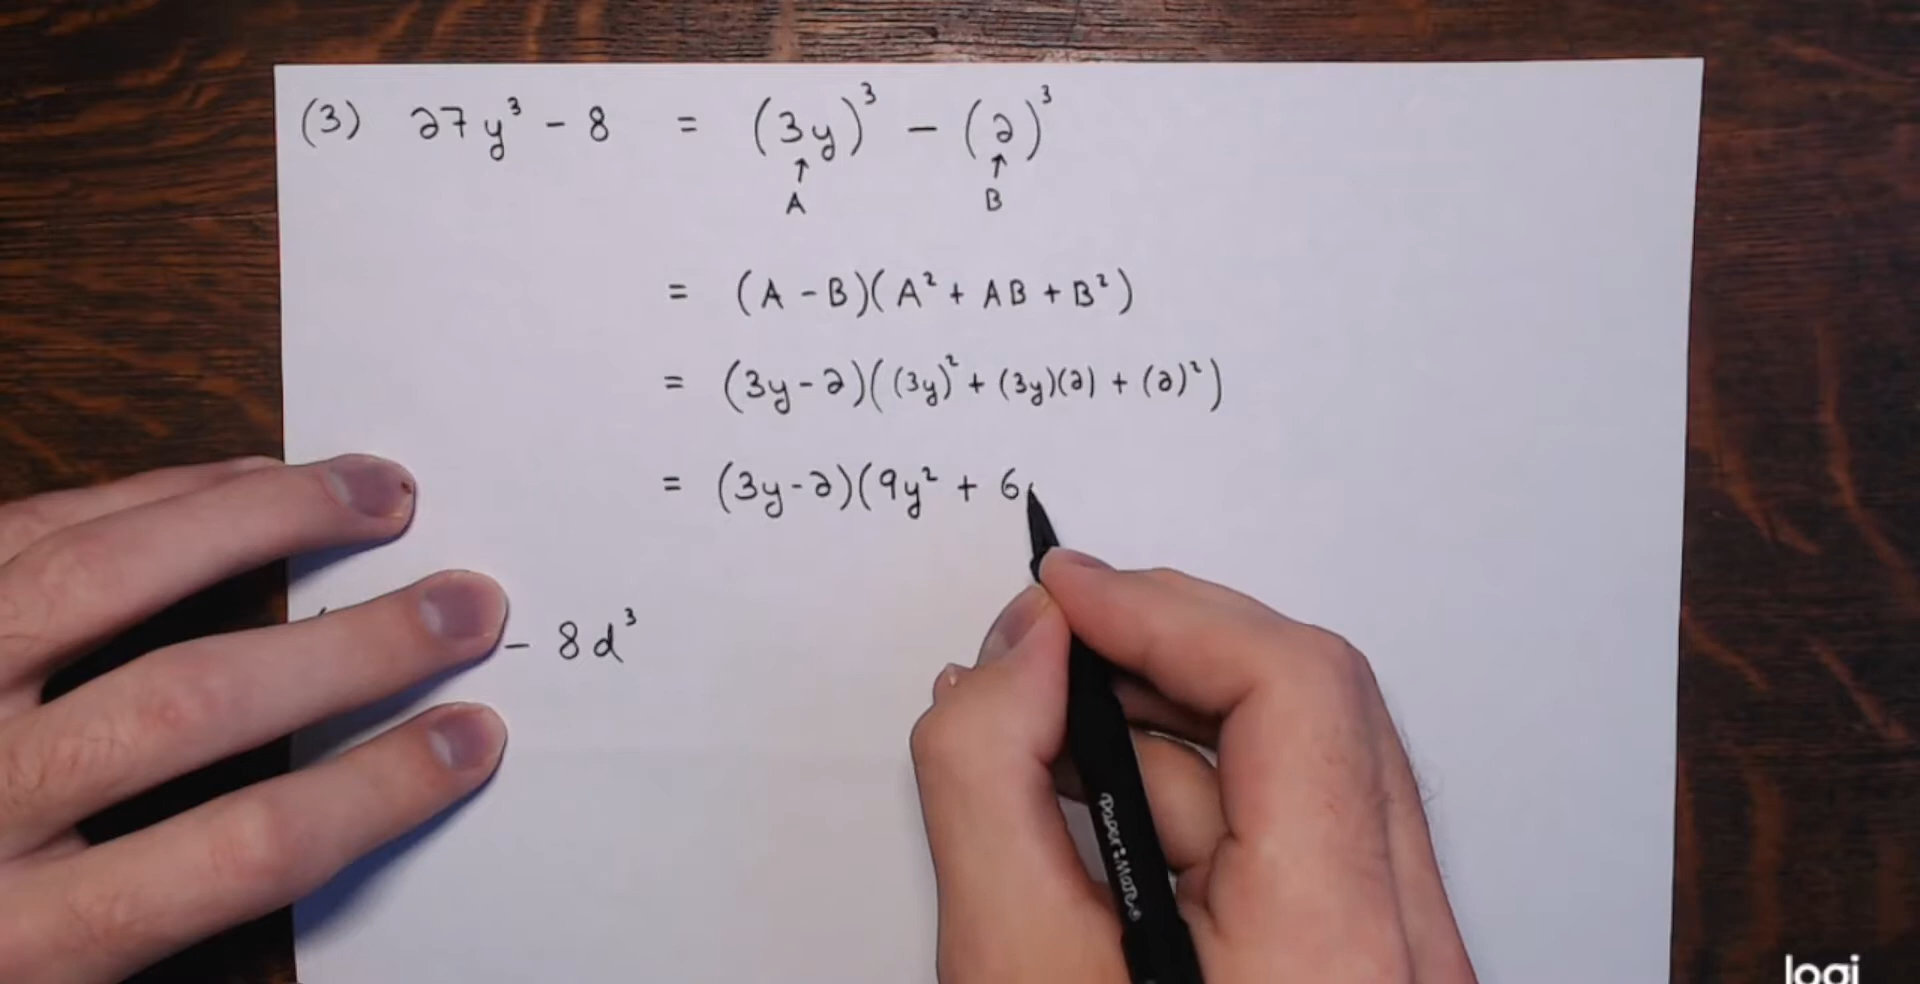 (3) 27y³ - 8 = (3y)³ - (2)³
↑ ↑
A B
= (A - B)(A² + AB + B²)
= (3y - 2)((3y)² + (3y)(2) + (2)²)
= (3y - 2)(9y² + 6
- 8d³
Paper:Mate®
logi